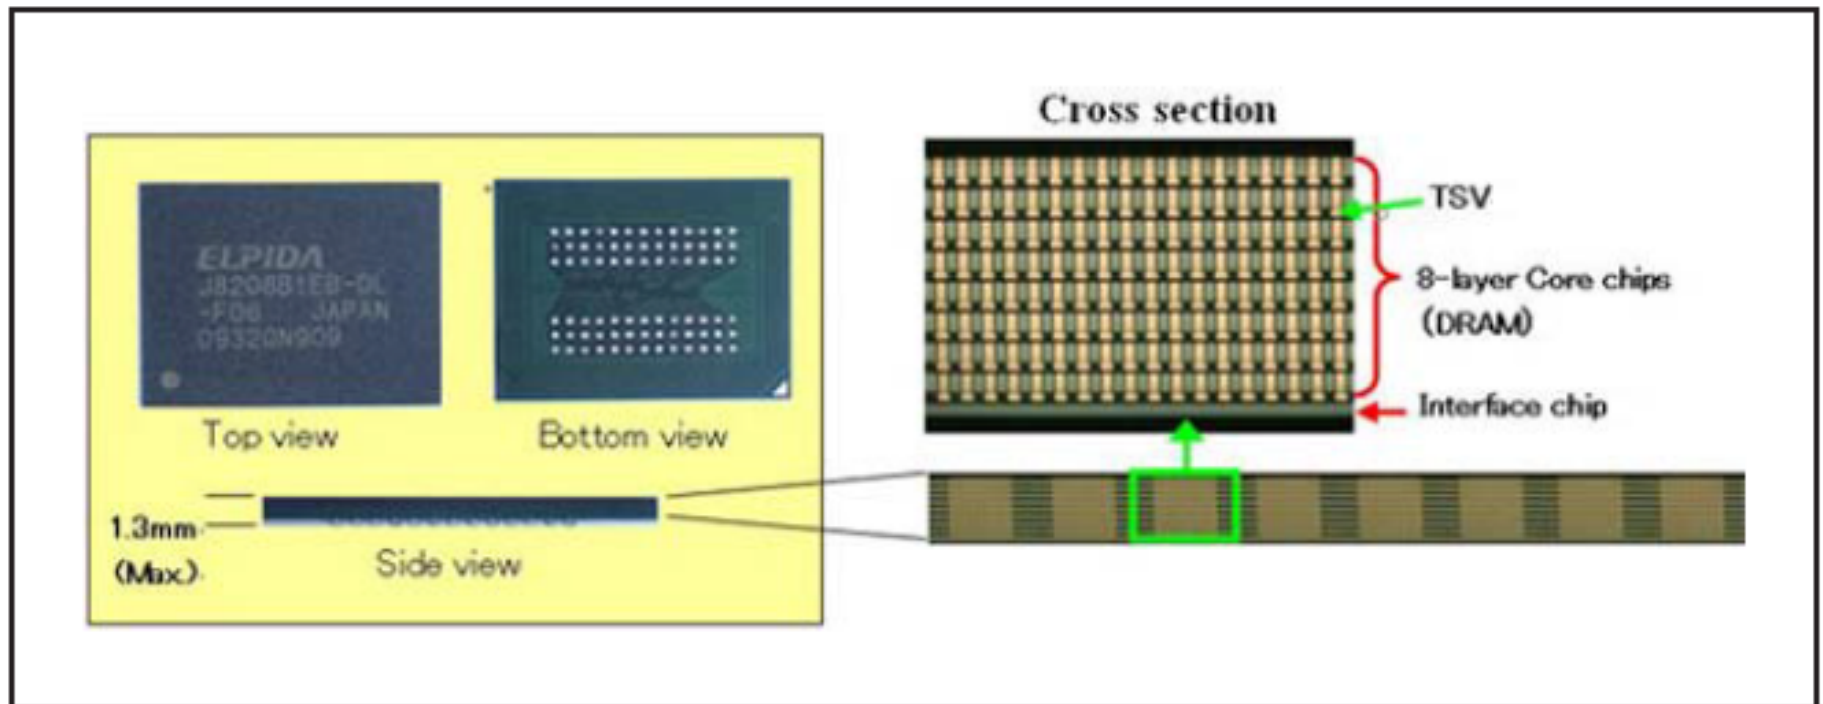 Cross section
ELPIDA
J8206B1EB-DL
-F06 JAPAN
09320N909
Top view
Bottom view
1.3mm
(Max.)
Side view
TSV
8-layer Core chips
(DRAM)
Interface chip